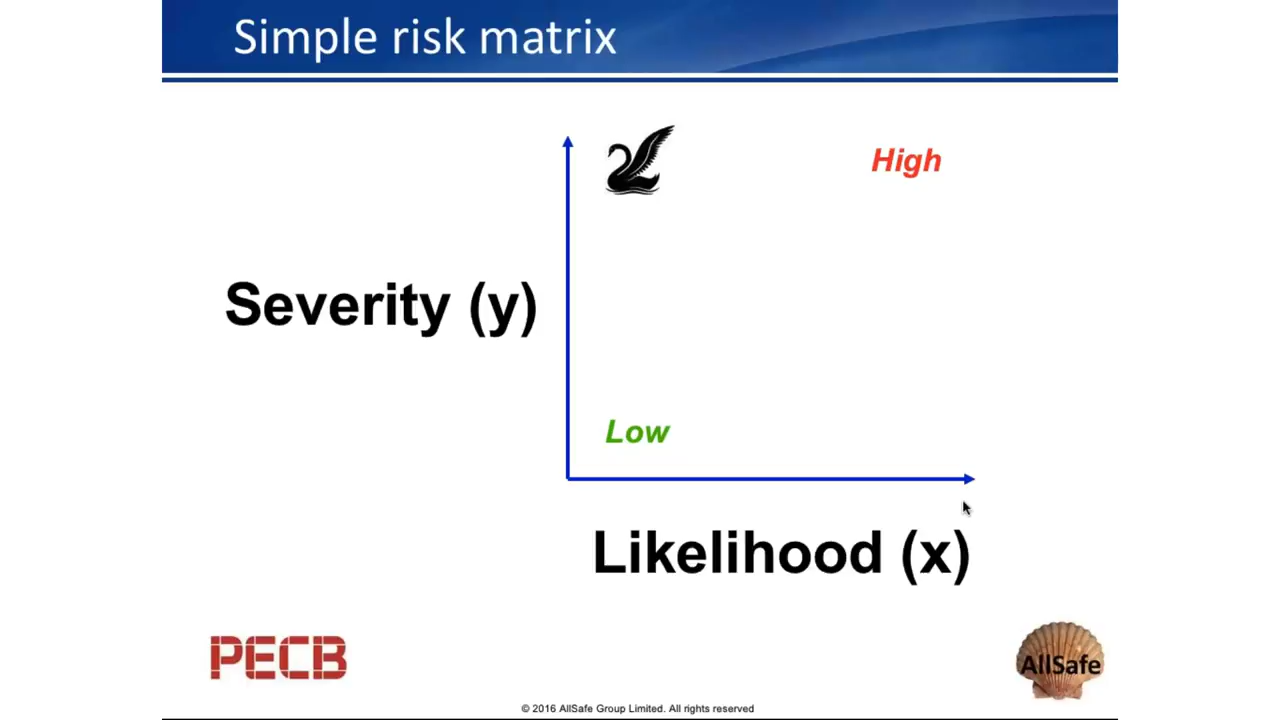 Simple risk matrix
High
Severity (y)
Low
Likelihood (x)
PECB
AllSafe
© 2016 AllSafe Group Limited. All rights reserved